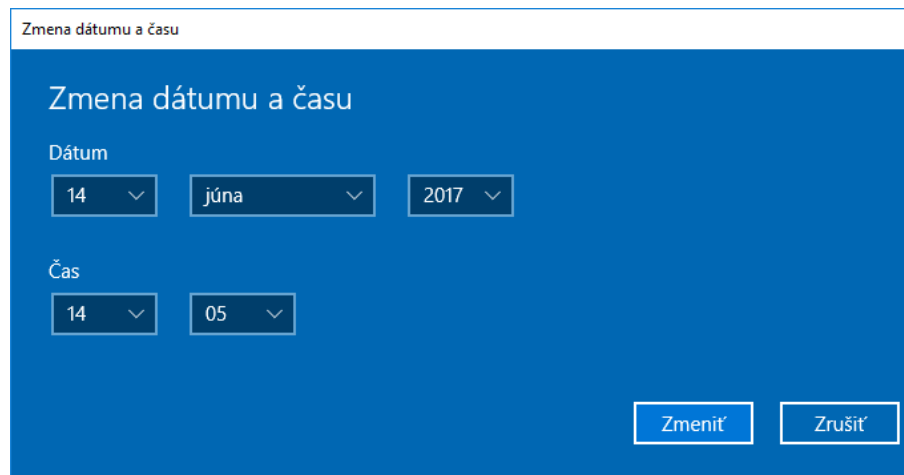 Zmena dátumu a času
Zmena dátumu a času
Dátum
14 júna 2017
Čas
14 05
Zmeniť Zrušiť